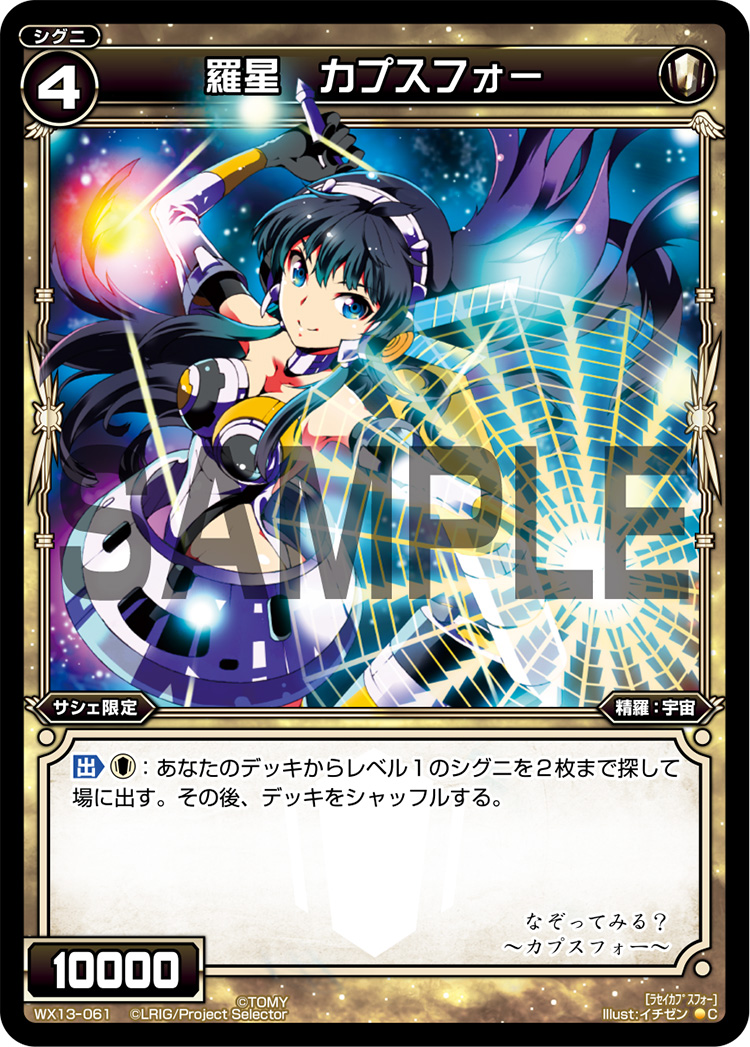 シグニ
4
羅星　カプスフォー
SAMPLE
サシェ限定
精羅：宇宙
出 ：あなたのデッキからレベル１のシグニを２枚まで探して
場に出す。その後、デッキをシャッフルする。
なぞってみる？
～カプスフォー～
10000
©TOMY
WX13-061 ©LRIG/Project Selector
[ラセイカプスフォー]
Illust:イチゼン C